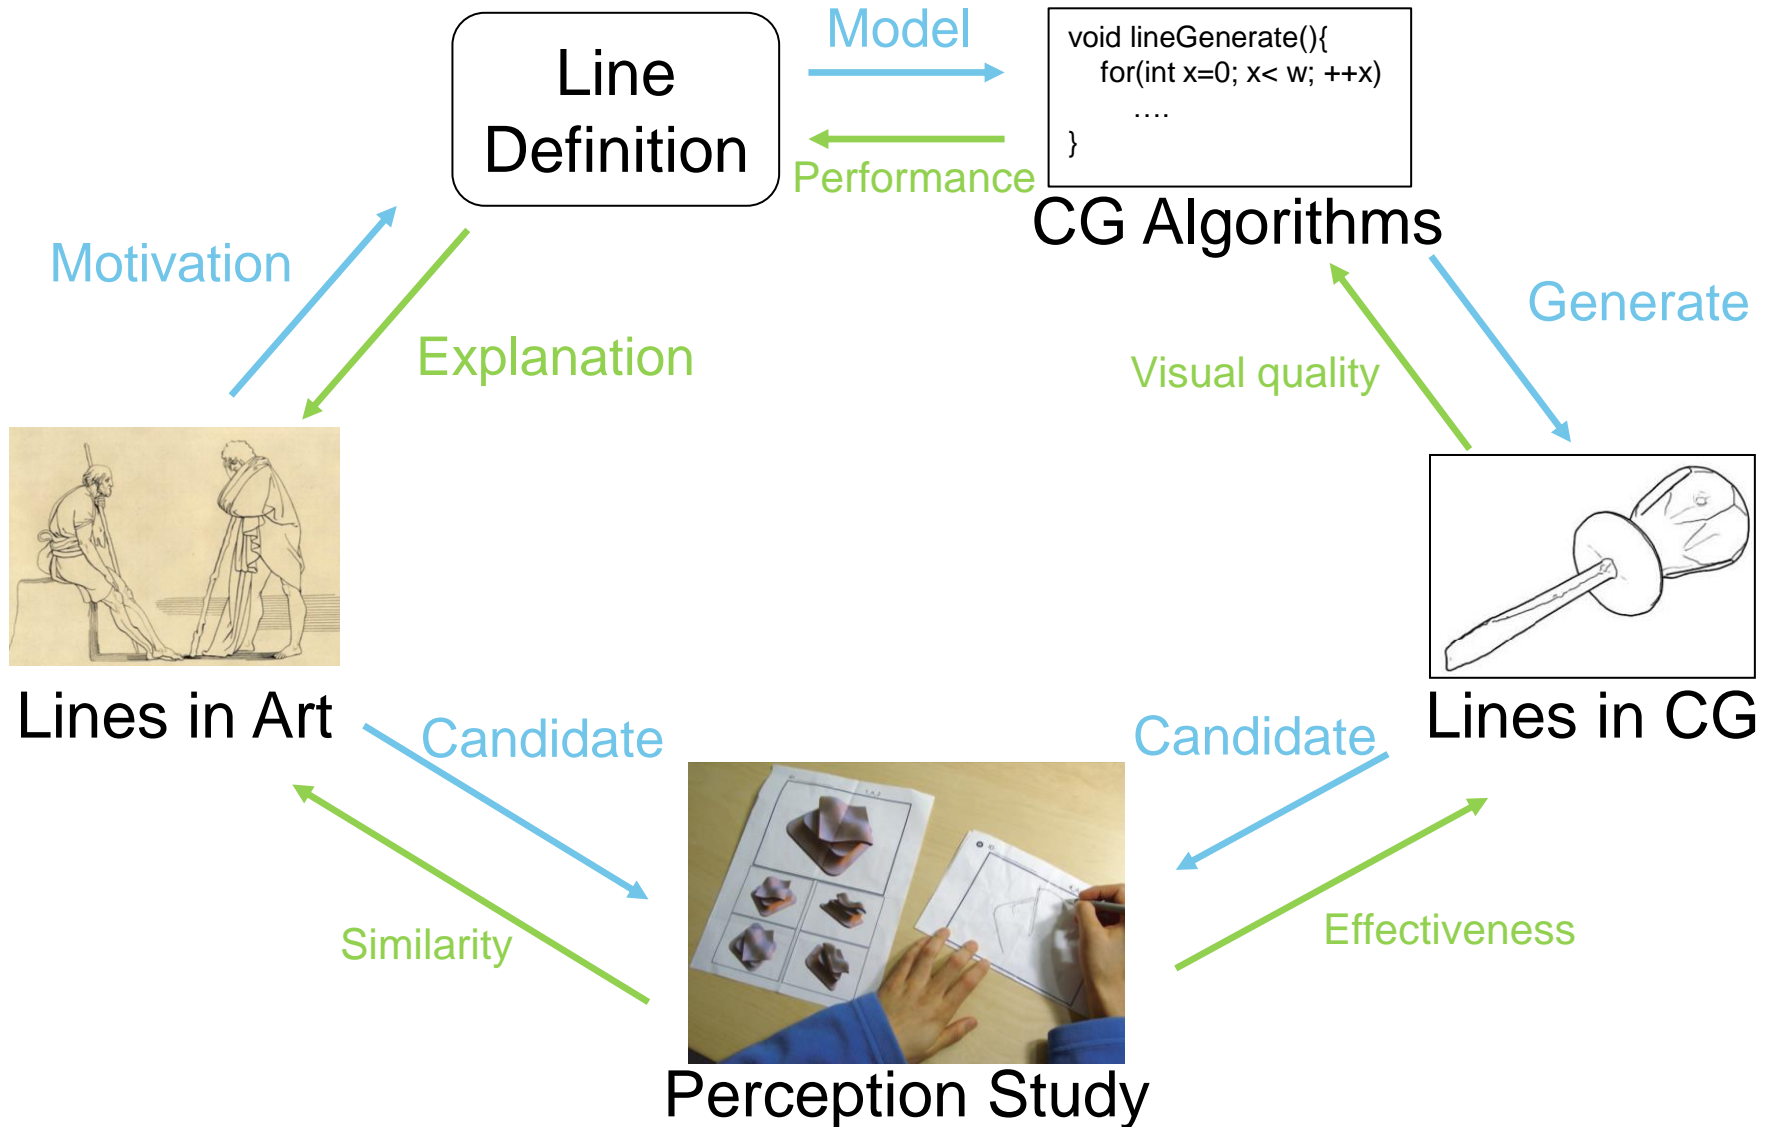 Line
Definition
Model
Performance
void lineGenerate(){
for(int x=0; x< w; ++x)
....
}
CG Algorithms
Motivation
Explanation
Generate
Visual quality
Lines in Art
Lines in CG
Candidate
Candidate
Similarity
Effectiveness
Perception Study